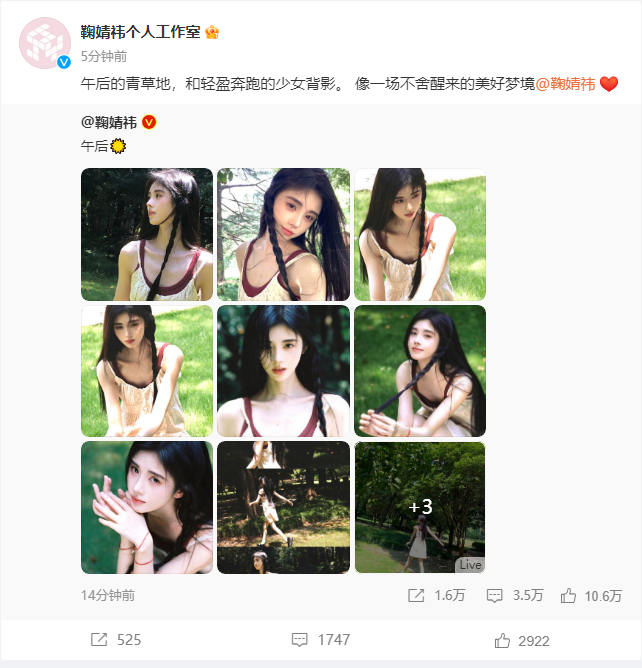 鞠婧祎个人工作室
5分钟前
午后的青草地，和轻盈奔跑的少女背影。 像一场不舍醒来的美好梦境@鞠婧祎
@鞠婧祎
午后
+3
Live
14分钟前
1.6万
3.5万
10.6万
525
1747
2922